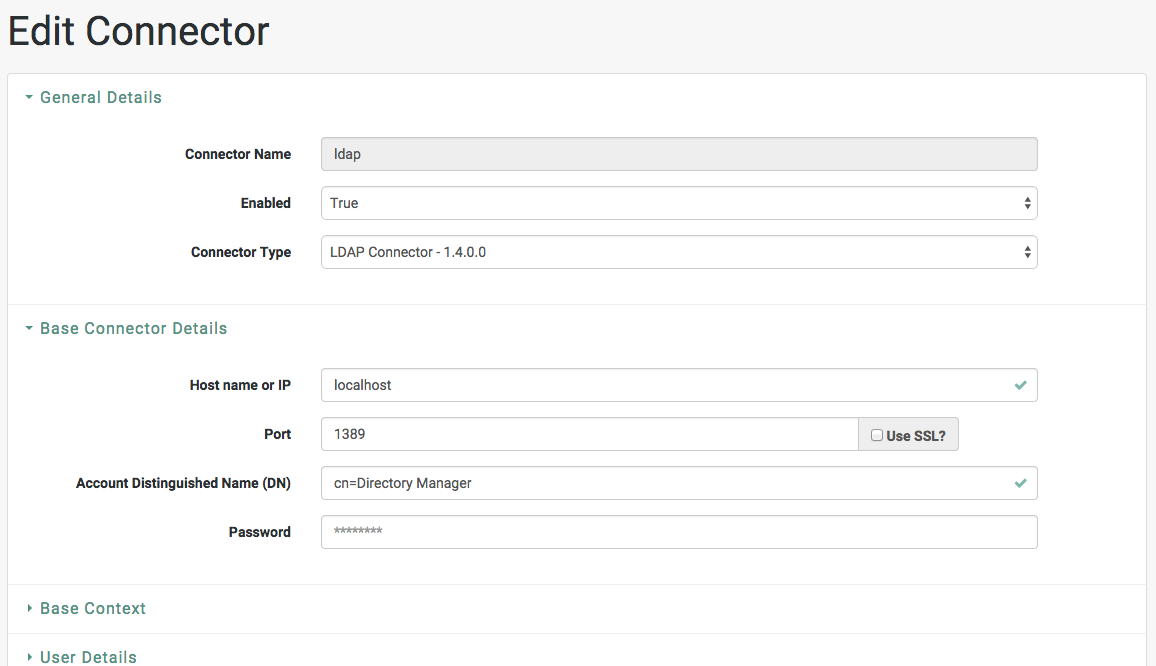 Edit Connector
General Details
Connector Name ldap
Enabled True
Connector Type LDAP Connector - 1.4.0.0
Base Connector Details
Host name or IP localhost
Port 1389 Use SSL?
Account Distinguished Name (DN) cn=Directory Manager
Password ********
Base Context
User Details